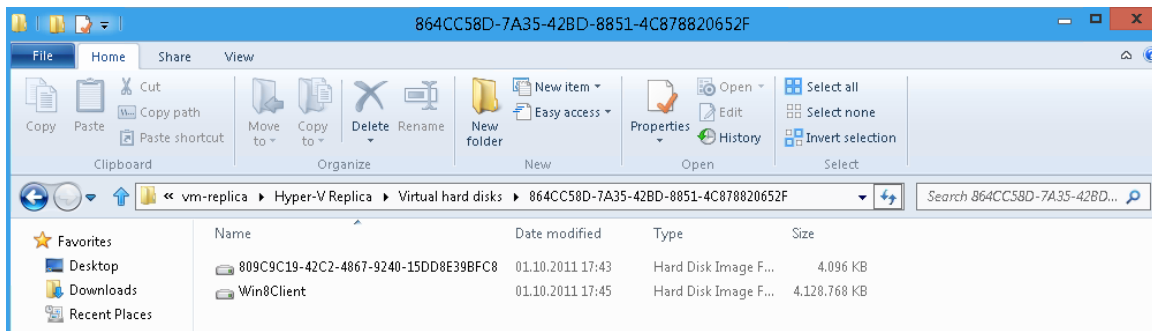 864CC58D-7A35-42BD-8851-4C878820652F
File Home Share View
Copy
Paste
Cut
Copy path
Paste shortcut
Clipboard
Move to
Copy to
Delete
Rename
Organize
New folder
New item
Easy access
New
Properties
Open
Edit
History
Open
Select all
Select none
Invert selection
Select
« vm-replica Hyper-V Replica Virtual hard disks 864CC58D-7A35-42BD-8851-4C878820652F
Search 864CC58D-7A35-42BD...
Favorites
Desktop
Downloads
Recent Places
Name Date modified Type Size
809C9C19-42C2-4867-9240-15DD8E39BFC8 01.10.2011 17:43 Hard Disk Image F... 4.096 KB
Win8Client 01.10.2011 17:45 Hard Disk Image F... 4.128.768 KB